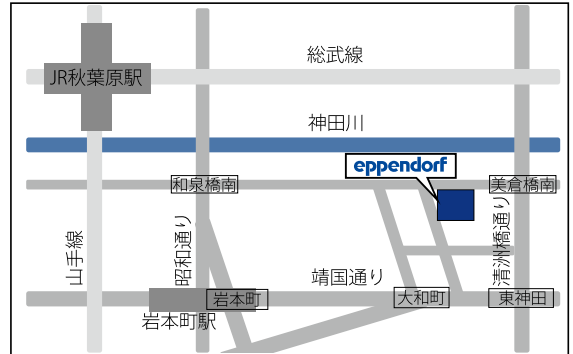 総武線
JR秋葉原駅
神田川
eppendorf
和泉橋南
美倉橋南
山手線
昭和通り
清洲橋通り
靖国通り
岩本町
大和町
東神田
岩本町駅